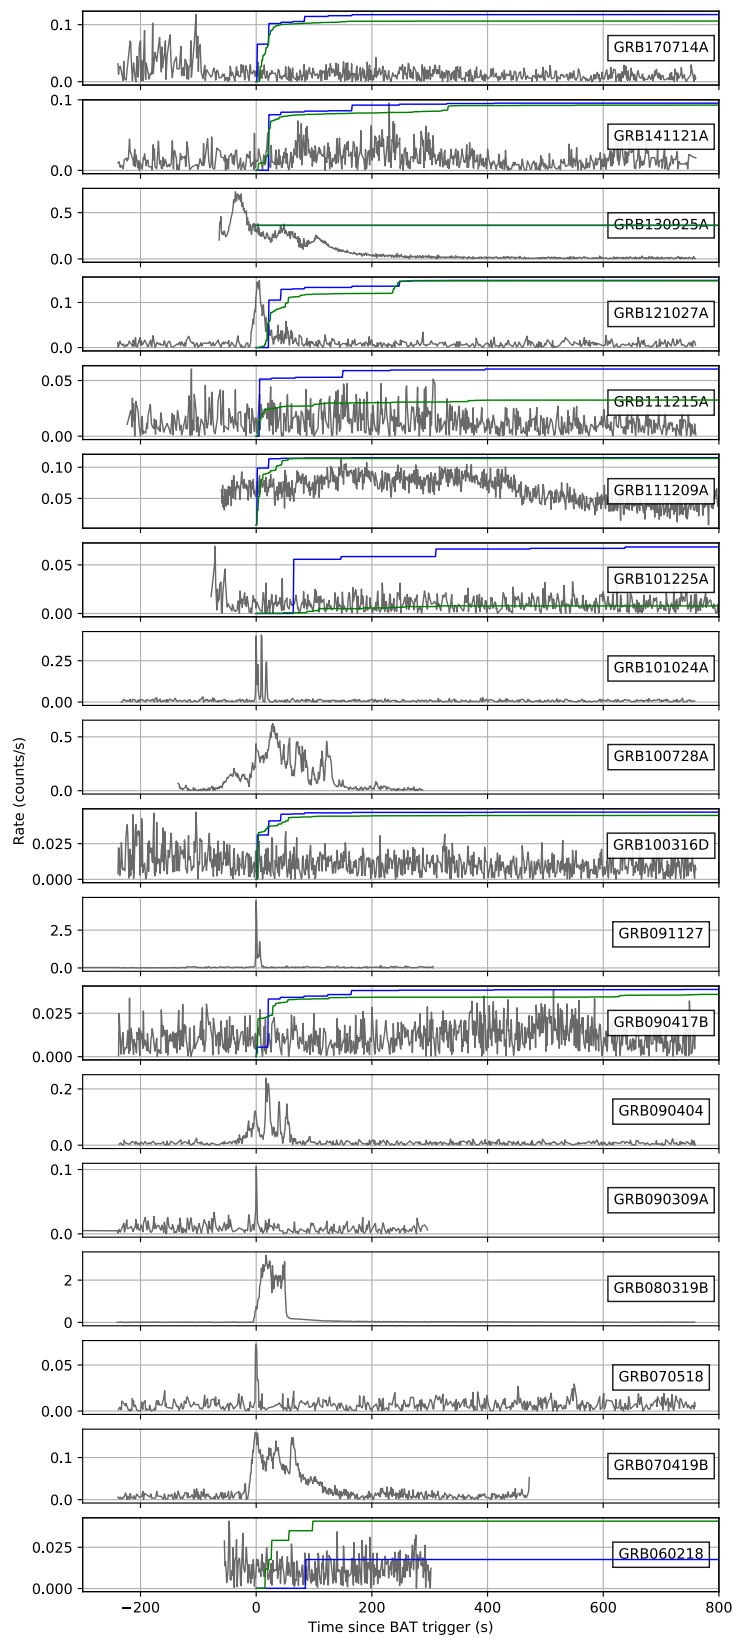 0.1
GRB170714A
0.0
0.1
GRB141121A
0.0
0.5
GRB130925A
0.0
0.1
GRB121027A
0.0
0.05
GRB111215A
0.00
0.10
GRB111209A
0.05
0.05
GRB101225A
0.00
0.25
GRB101024A
0.00
0.5
GRB100728A
0.0
Rate (counts/s)
0.025
GRB100316D
0.000
2.5
GRB091127
0.0
0.025
GRB090417B
0.000
0.2
GRB090404
0.0
0.1
GRB090309A
0.0
2
GRB080319B
0
0.05
GRB070518
0.00
0.1
GRB070419B
0.0
0.025
GRB060218
0.000
−200 0 200 400 600 800
Time since BAT trigger (s)